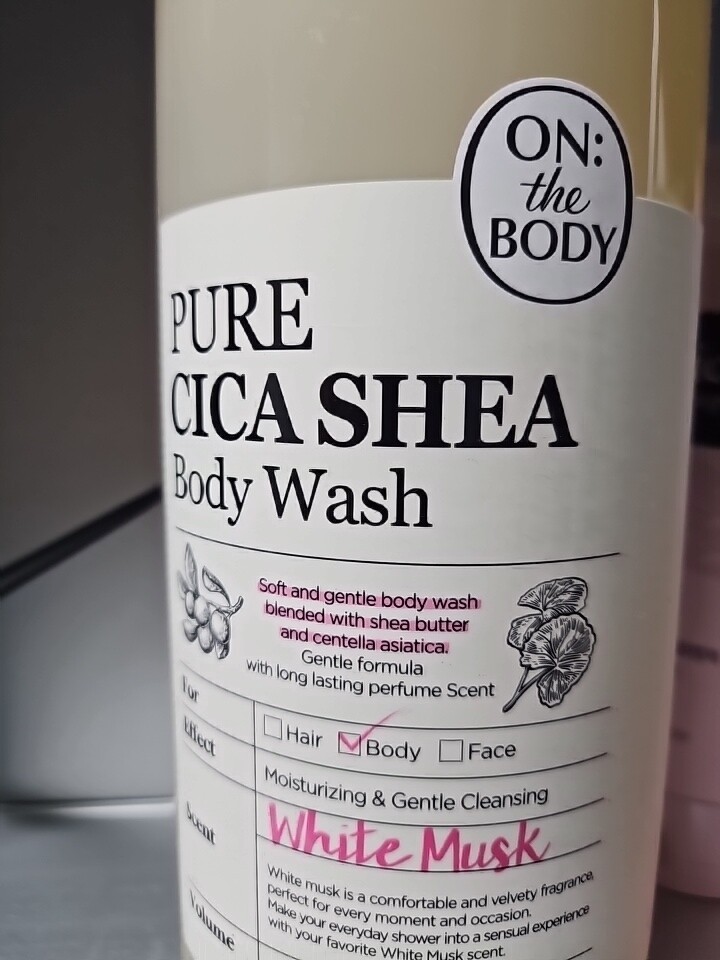 ON:
the
BODY
PURE
CICA SHEA
Body Wash
Soft and gentle body wash
blended with shea butter
and centella asiatica.
Gentle formula
with long lasting perfume Scent
For
Hair Body Face
Effect
Moisturizing & Gentle Cleansing
Scent
White Musk
White musk is a comfortable and velvety fragrance,
perfect for every moment and occasion.
Make your everyday shower into a sensual experience
with your favorite White Musk scent.
Volume